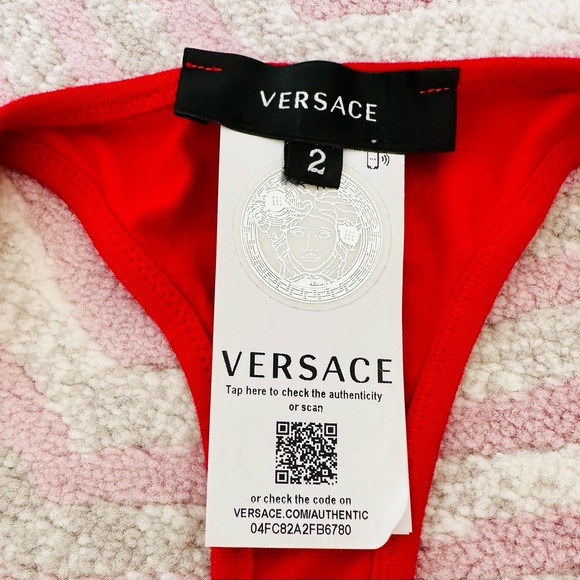 VERSACE
2
VERSACE
Tap here to check the authenticity
or scan
or check the code on
VERSACE.COM/AUTHENTIC
04FC82A2FB6780